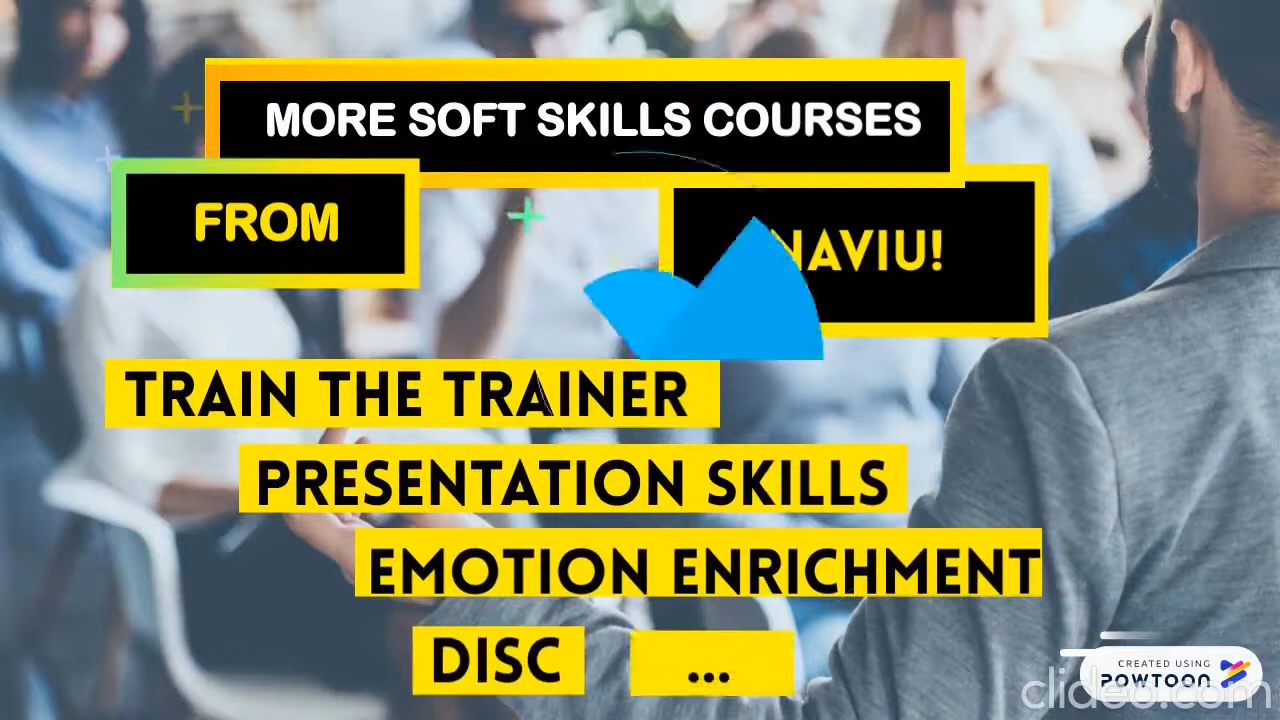 MORE SOFT SKILLS COURSES
FROM
NAVIU!
TRAIN THE TRAINER
PRESENTATION SKILLS
EMOTION ENRICHMENT
DISC
...
CREATED USING
POWTOON
clideo.com